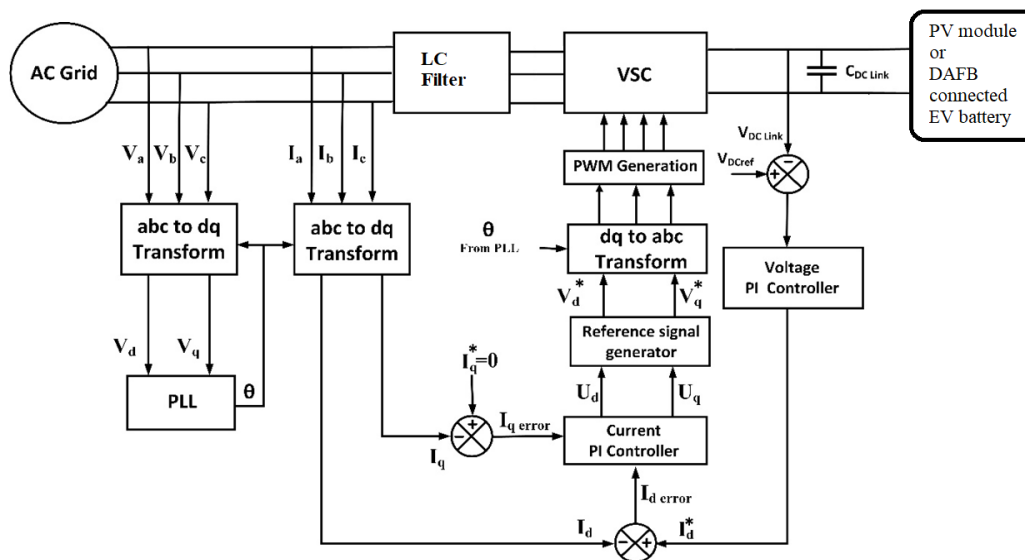 AC Grid
LC
Filter
VSC
C DC Link
PV module
or
DAFB
connected
EV battery
V_a V_b V_c
I_a I_b I_c
PWM Generation
V_DC Link
V_DCref
−
+
abc to dq
Transform
abc to dq
Transform
θ
From PLL
dq to abc
Transform
Voltage
PI Controller
V_d^* V_q^*
Reference signal
generator
V_d V_q
PLL
θ
I_q^*=0
U_d U_q
+
−
I_q
I_q error
Current
PI Controller
I_d error
I_d
−
+
I_d^*